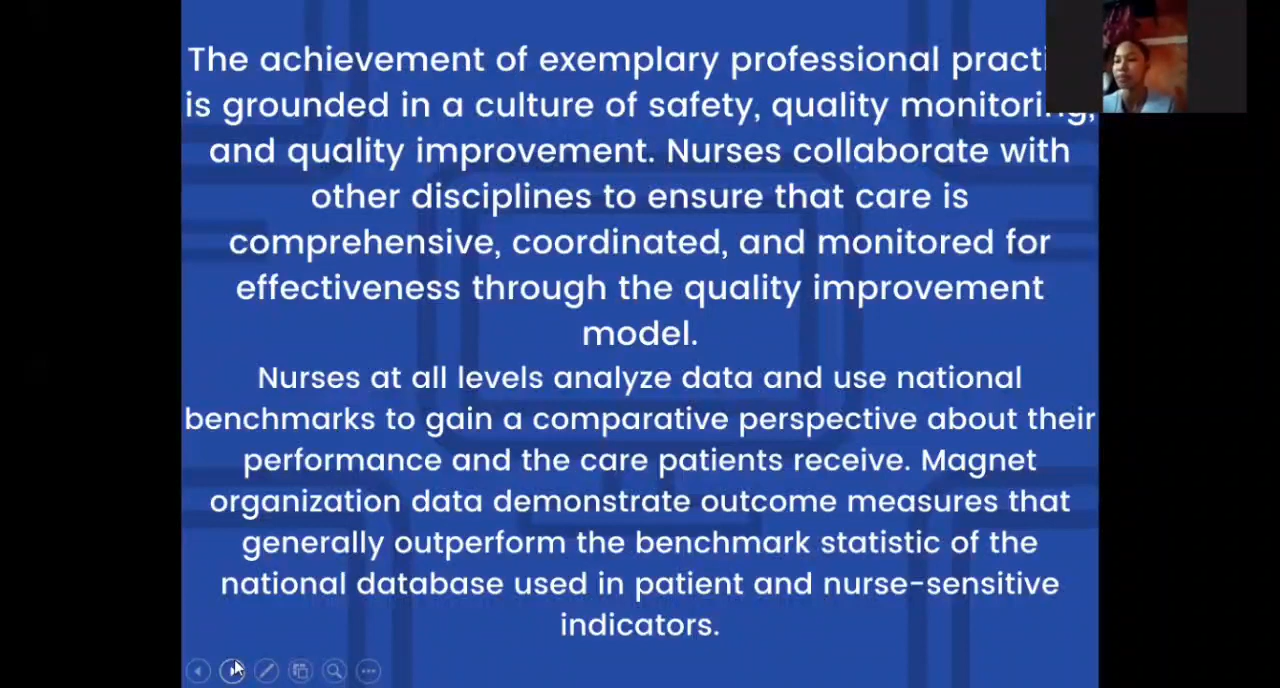 The achievement of exemplary professional
is grounded in a culture of safety, quality monitoring,
and quality improvement. Nurses collaborate with
other disciplines to ensure that care is
comprehensive, coordinated, and monitored for
effectiveness through the quality improvement
model.
Nurses at all levels analyze data and use national
benchmarks to gain a comparative perspective about their
performance and the care patients receive. Magnet
organization data demonstrate outcome measures that
generally outperform the benchmark statistic of the
national database used in patient and nurse-sensitive
indicators.